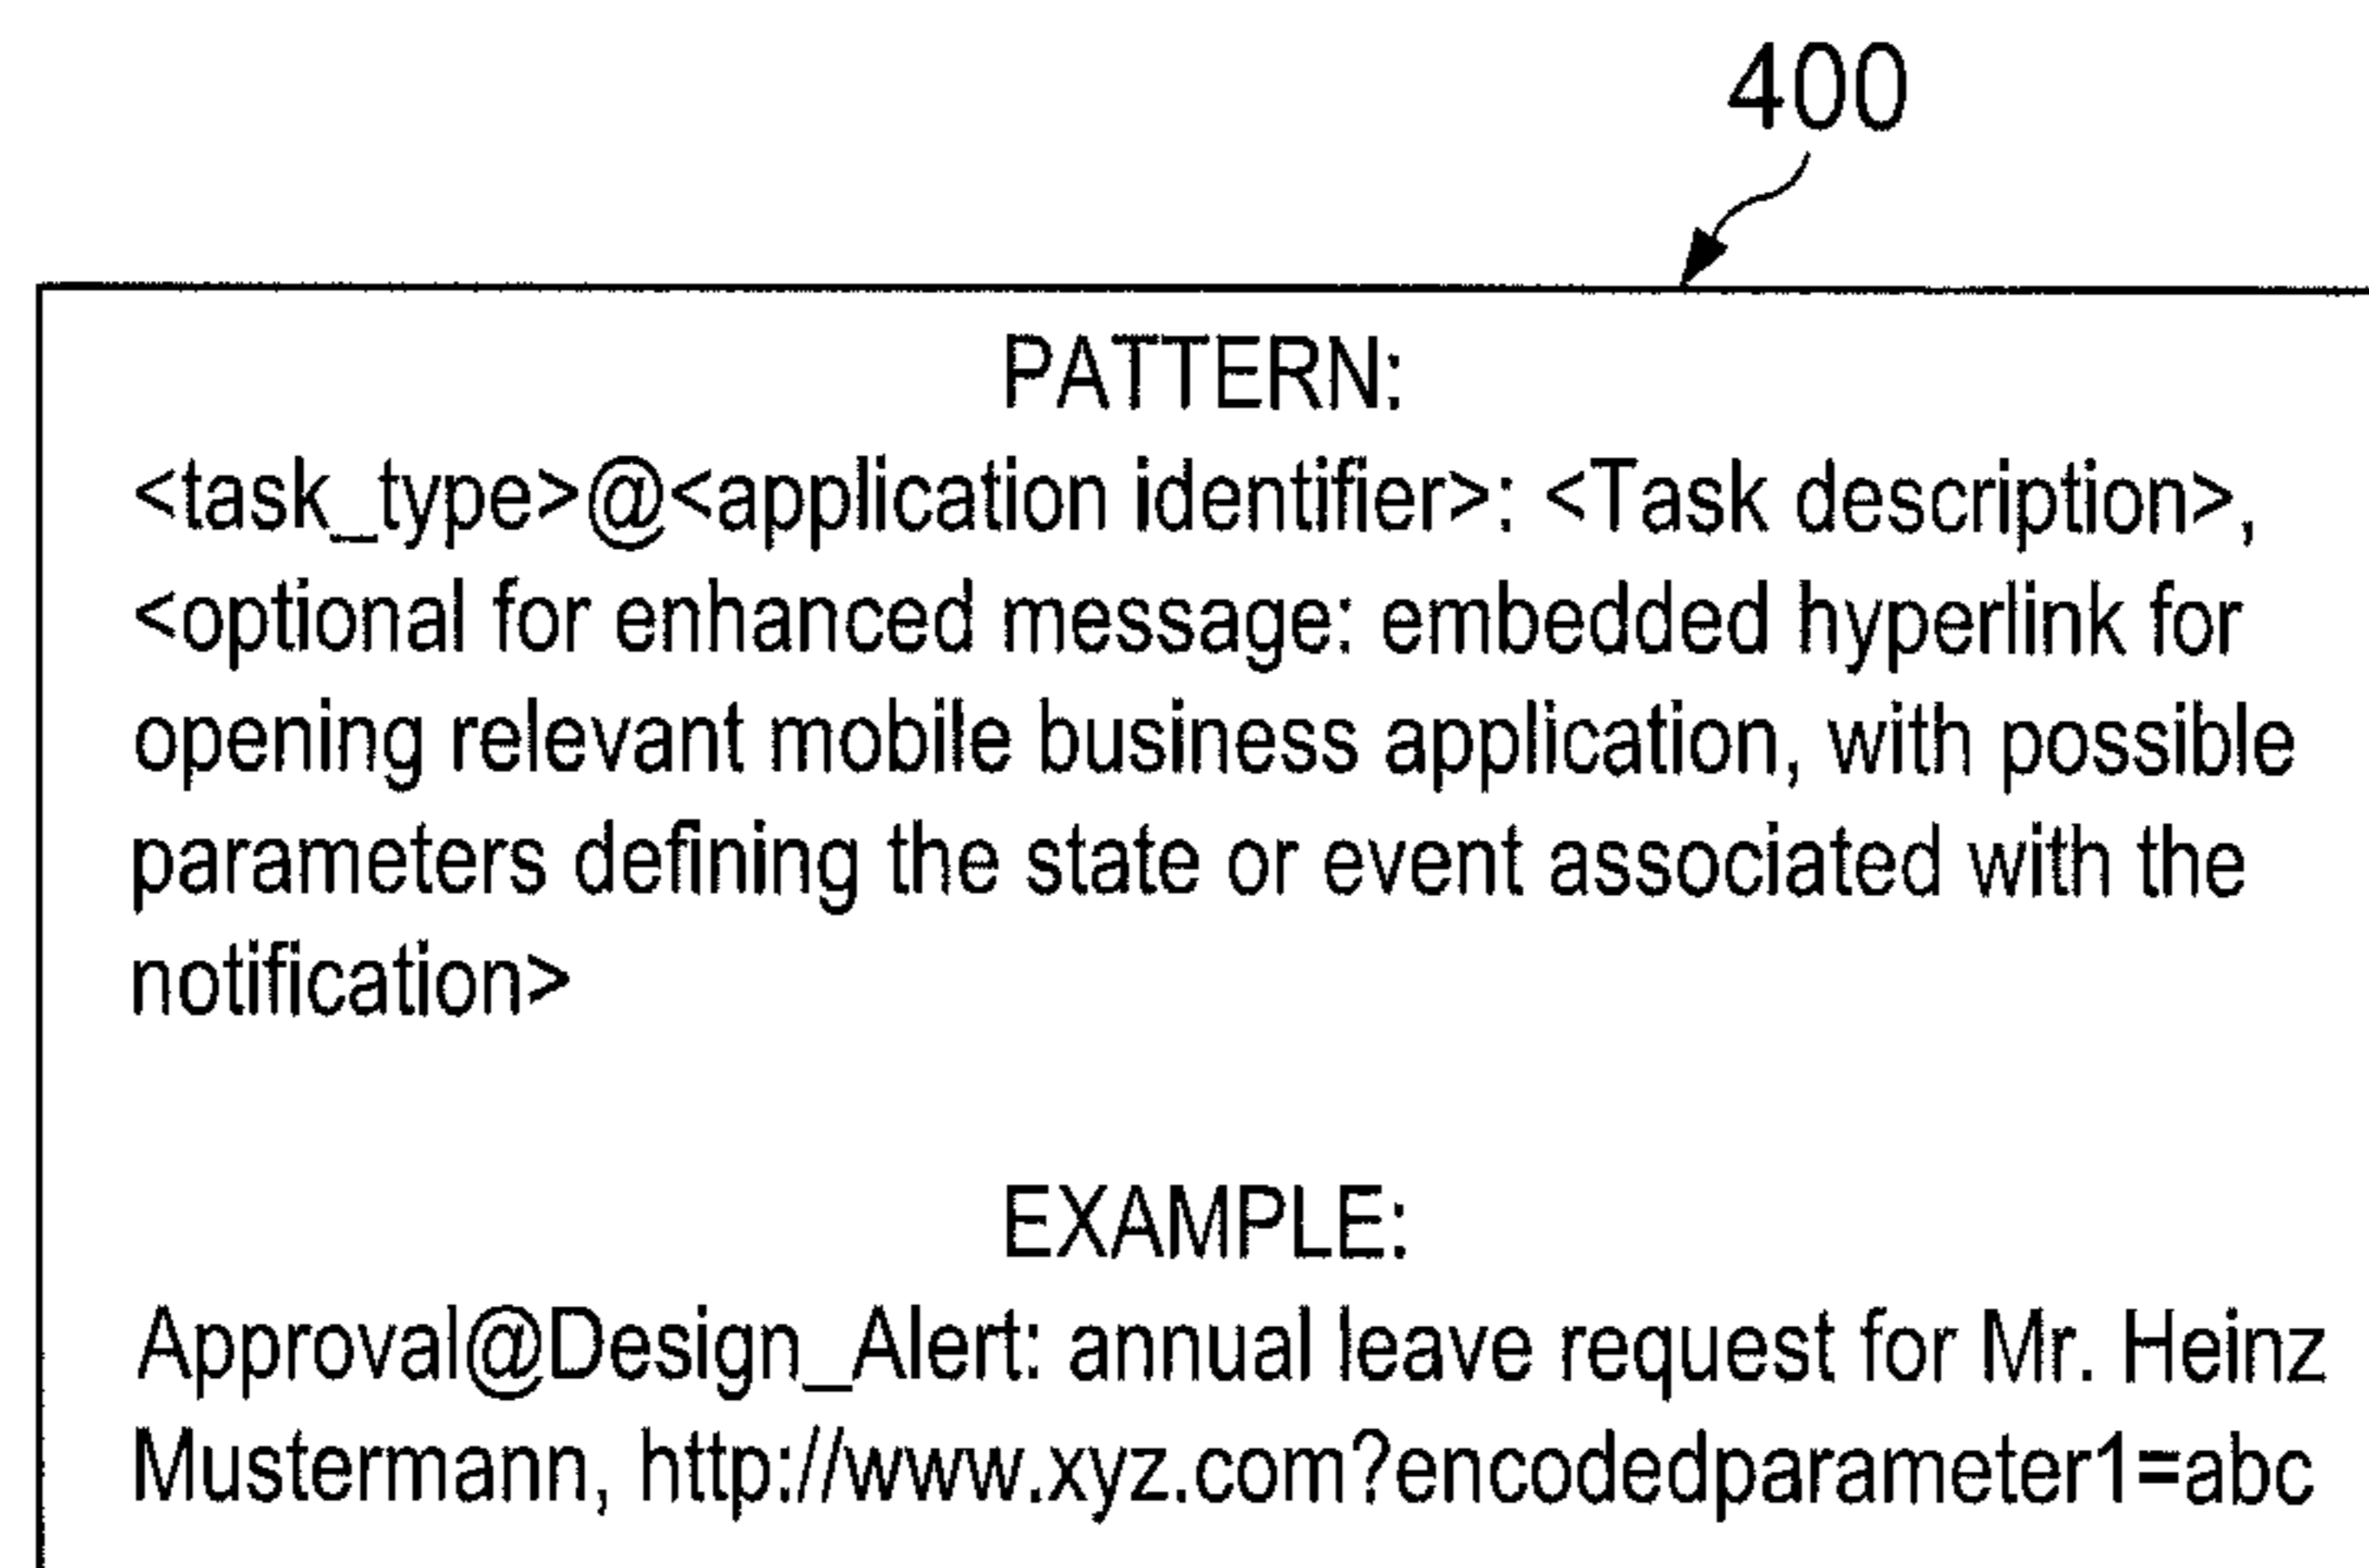 400
PATTERN:
<task_type>@<application identifier>: <Task description>,
<optional for enhanced message: embedded hyperlink for
opening relevant mobile business application, with possible
parameters defining the state or event associated with the
notification>
EXAMPLE:
Approval@Design_Alert: annual leave request for Mr. Heinz
Mustermann, http://www.xyz.com?encodedparameter1=abc